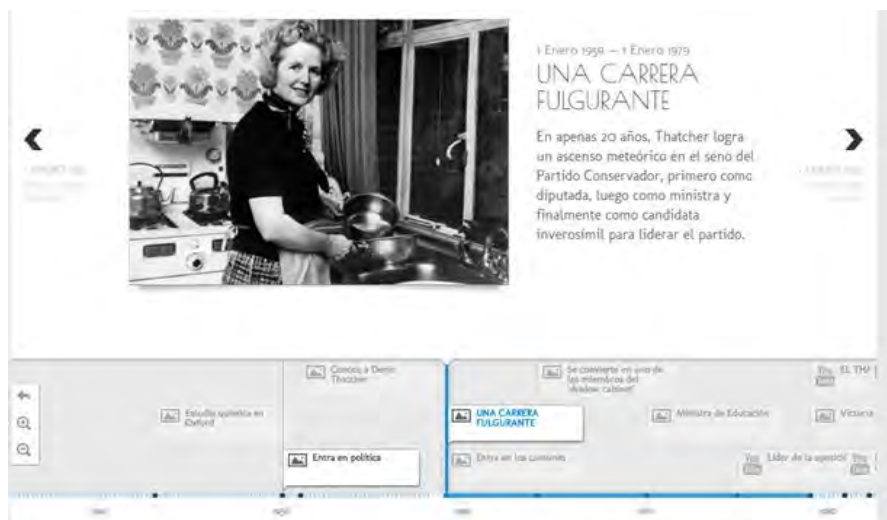 1 Enero 1959 — 1 Enero 1979
UNA CARRERA
FULGURANTE
En apenas 20 años, Thatcher logra
un ascenso meteórico en el seno del
Partido Conservador, primero como
diputada, luego como ministra y
finalmente como candidata
inverosímil para liderar el partido.
Conoce a Denis
Thatcher
Se convierte en uno de
los miembros del
"shadow cabinet"
EL THA
Estudia química en
Oxford
UNA CARRERA
FULGURANTE
Ministra de Educación
Victoria
Entra en política
Entra en los comunes
Líder de la oposición